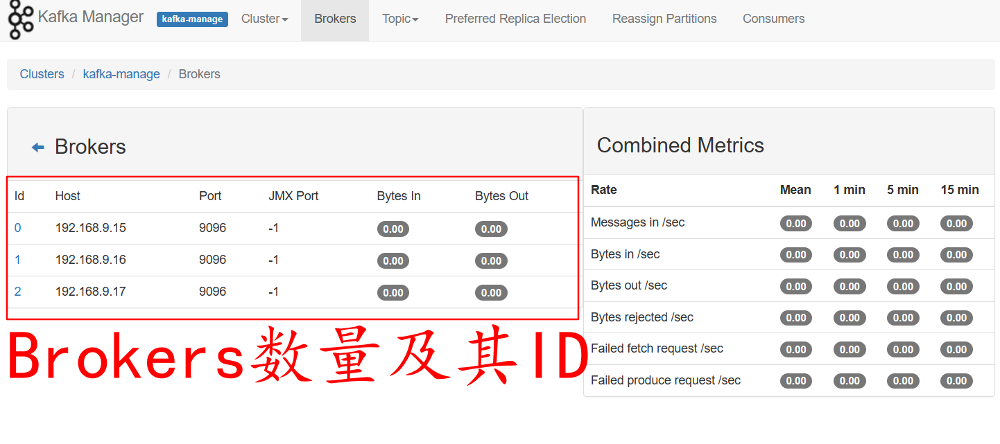 Kafka Manager kafka-manage Cluster Brokers Topic Preferred Replica Election Reassign Partitions Consumers
Clusters / kafka-manage / Brokers
Brokers
Id Host Port JMX Port Bytes In Bytes Out
0 192.168.9.15 9096 -1 0.00 0.00
1 192.168.9.16 9096 -1 0.00 0.00
2 192.168.9.17 9096 -1 0.00 0.00
Brokers数量及其ID
Combined Metrics
Rate Mean 1 min 5 min 15 min
Messages in /sec 0.00 0.00 0.00 0.00
Bytes in /sec 0.00 0.00 0.00 0.00
Bytes out /sec 0.00 0.00 0.00 0.00
Bytes rejected /sec 0.00 0.00 0.00 0.00
Failed fetch request /sec 0.00 0.00 0.00 0.00
Failed produce request /sec 0.00 0.00 0.00 0.00